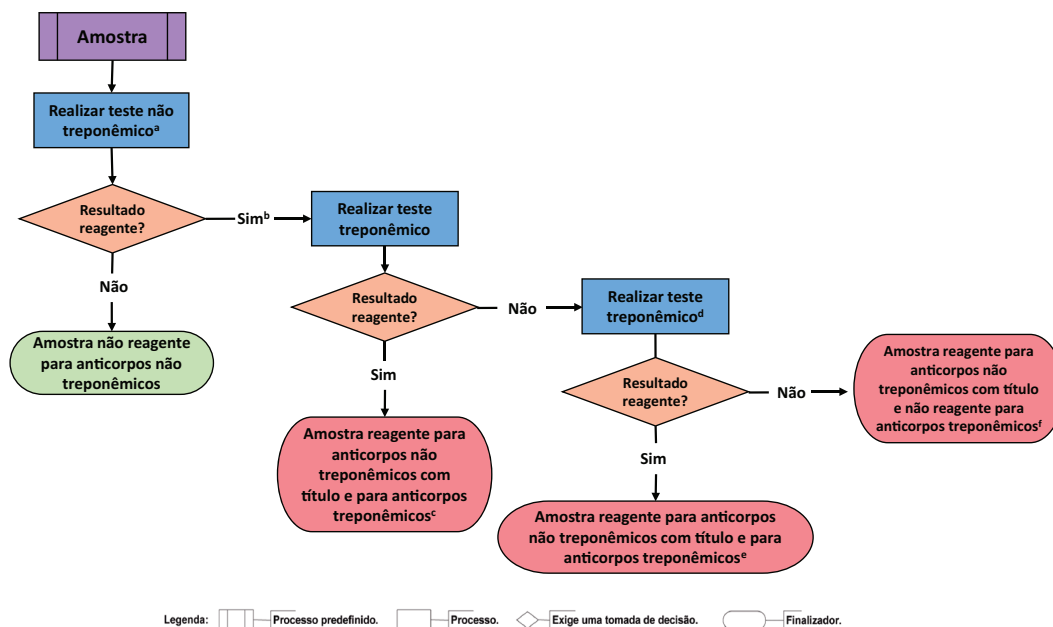 Amostra
Realizar teste não
treponêmicoᵃ
Resultado
reagente?
Simᵇ
Não
Amostra não reagente
para anticorpos não
treponêmicos
Realizar teste
treponêmico
Resultado
reagente?
Não
Sim
Amostra reagente para
anticorpos não
treponêmicos com
título e para anticorpos
treponêmicosᶜ
Realizar teste
treponêmicoᵈ
Resultado
reagente?
Não
Sim
Amostra reagente para anticorpos
não treponêmicos com título e para
anticorpos treponêmicosᵉ
Amostra reagente para
anticorpos não
treponêmicos com título
e não reagente para
anticorpos treponêmicosᶠ
Legenda: Processo predefinido. Processo. Exige uma tomada de decisão. Finalizador.